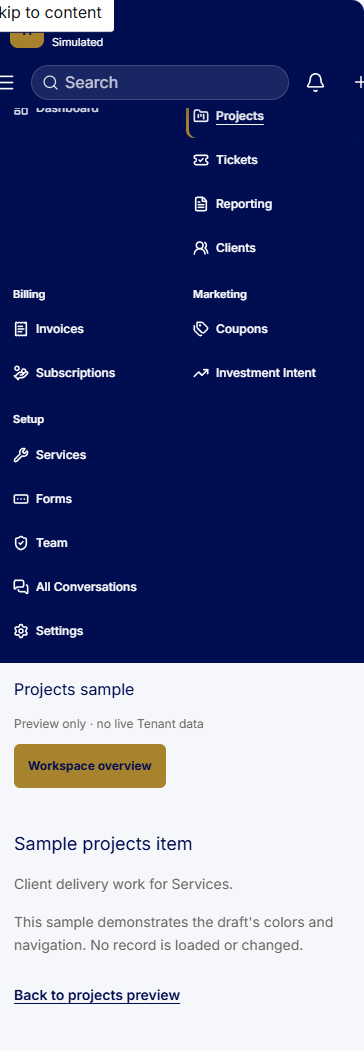 kip to content
Simulated
Search
Dashboard
Projects
Tickets
Reporting
Clients
Billing
Marketing
Invoices
Coupons
Subscriptions
Investment Intent
Setup
Services
Forms
Team
All Conversations
Settings
Projects sample
Preview only · no live Tenant data
Workspace overview
Sample projects item
Client delivery work for Services.
This sample demonstrates the draft's colors and
navigation. No record is loaded or changed.
Back to projects preview